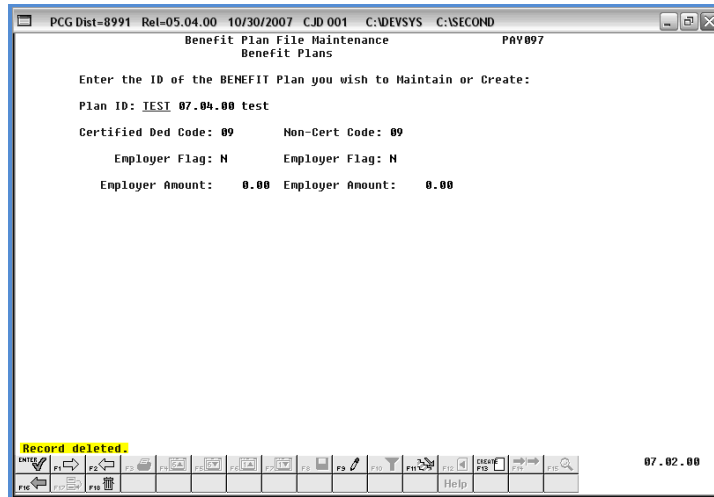 PCG Dist=8991 Rel=05.04.00 10/30/2007 CJD 001 C:\DEVSYS C:\SECOND
Benefit Plan File Maintenance PAY097
Benefit Plans
Enter the ID of the BENEFIT Plan you wish to Maintain or Create:
Plan ID: TEST 07.04.00 test
Certified Ded Code: 09 Non-Cert Code: 09
Employer Flag: N Employer Flag: N
Employer Amount: 0.00 Employer Amount: 0.00
Record deleted.
ENTER F1 F2 F3 F4 F5 F6 F7 F8 F9 F10 F11 F12 CREATE F13 F14 F15 07.02.00
F16 F17 F18 Help